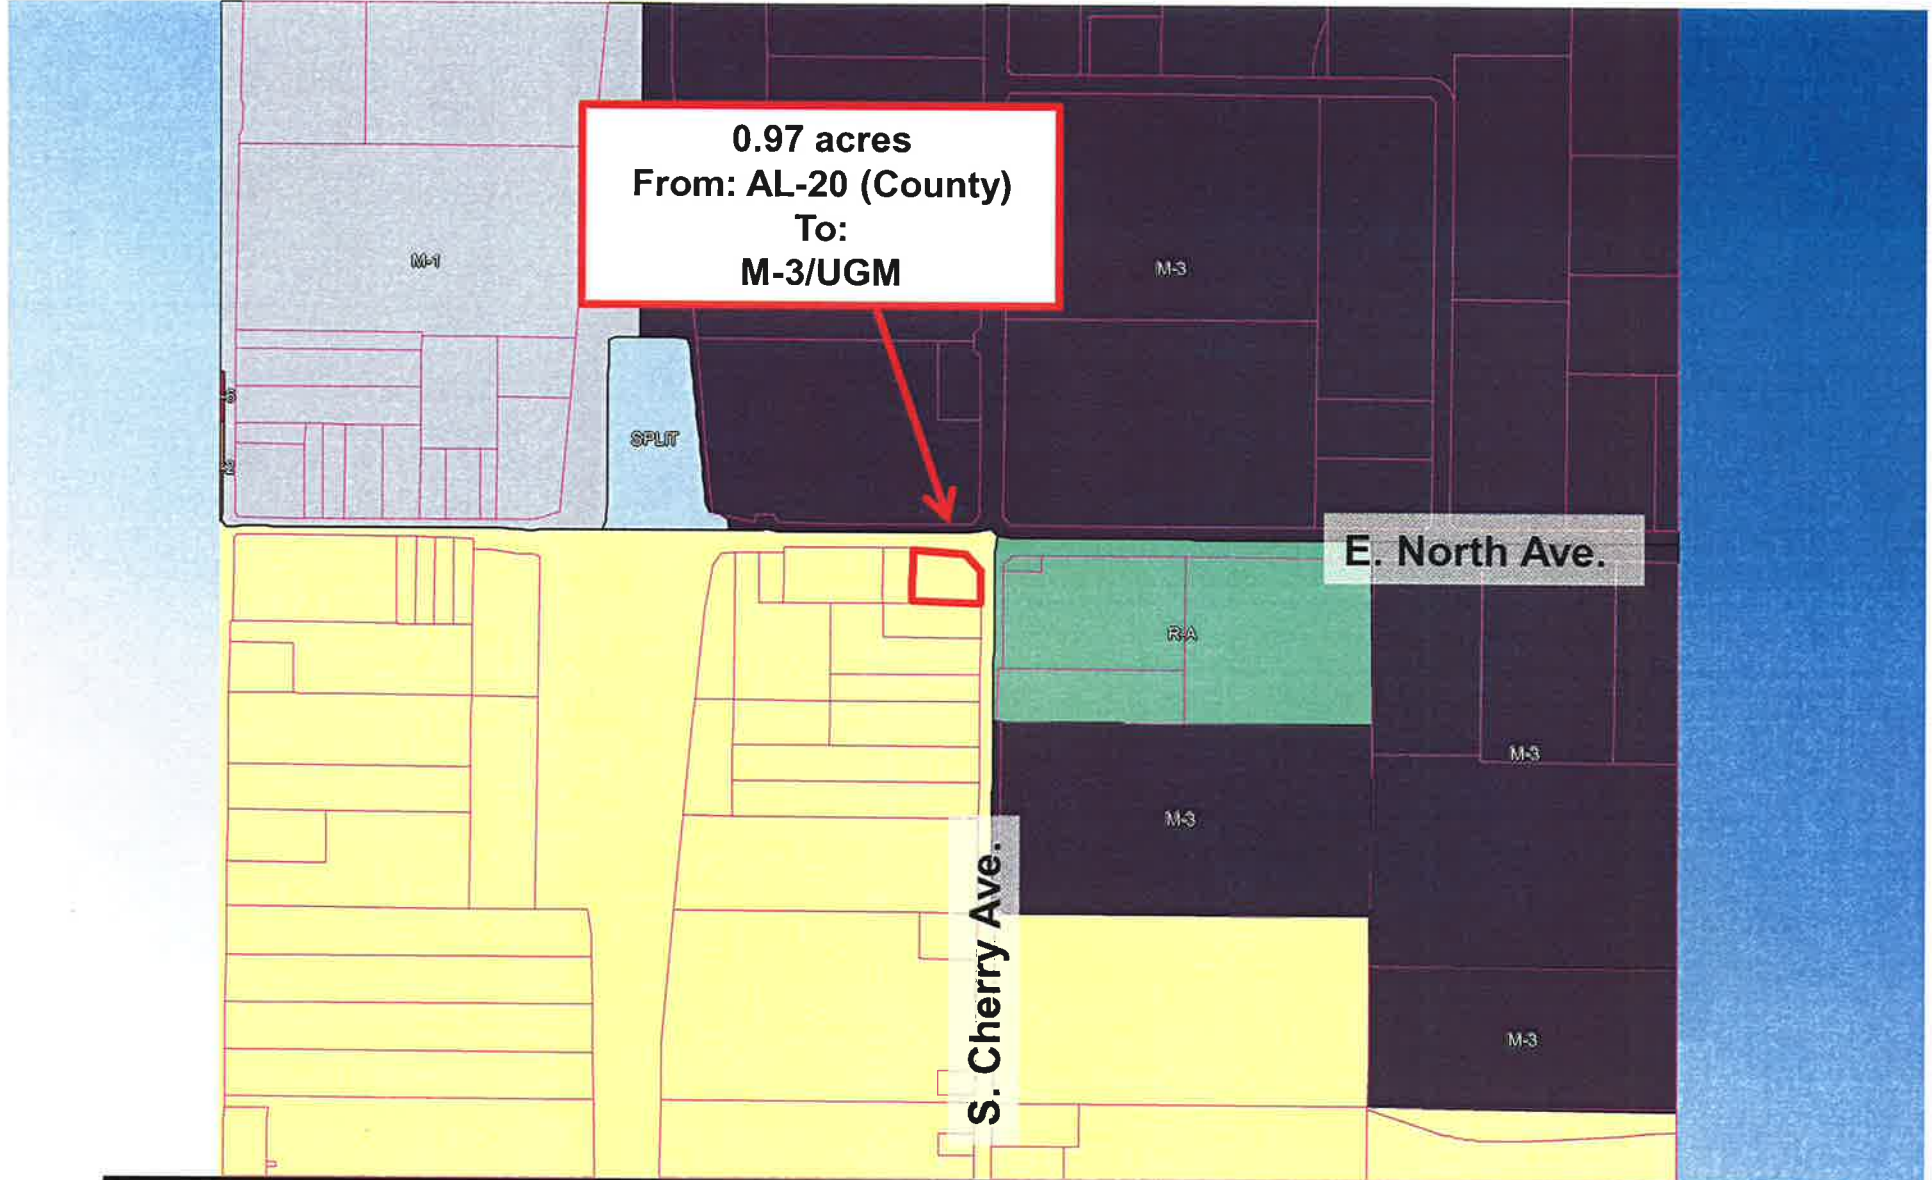 0.97 acres
From: AL-20 (County)
To:
M-3/UGM
M-1
M-3
SPLIT
E. North Ave.
R-A
M-3
M-3
S. Cherry Ave.
M-3